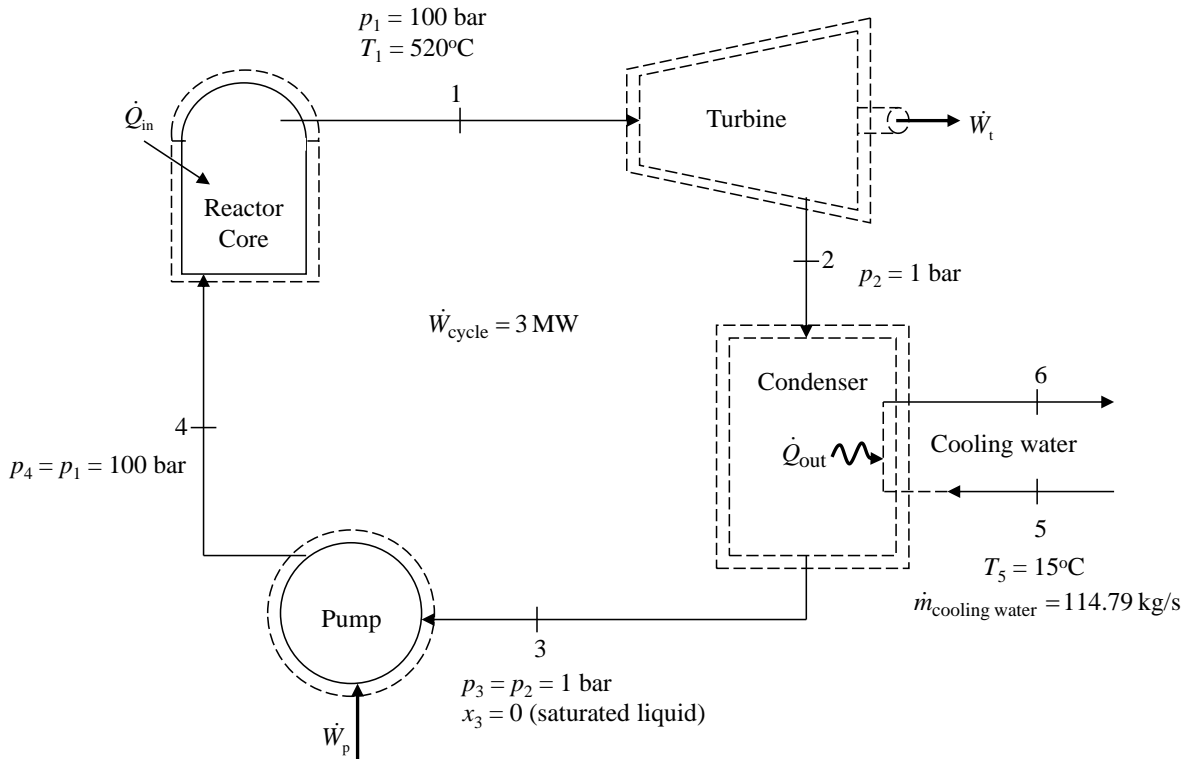 p₁ = 100 bar
T₁ = 520°C
1
Turbine
Ẇₜ
Q̇ᵢₙ
Reactor
Core
2
p₂ = 1 bar
Ẇcycle = 3 MW
Condenser
6
4
Cooling water
p₄ = p₁ = 100 bar
Q̇out
5
T₅ = 15°C
ṁcooling water = 114.79 kg/s
Pump
3
p₃ = p₂ = 1 bar
x₃ = 0 (saturated liquid)
Ẇₚ